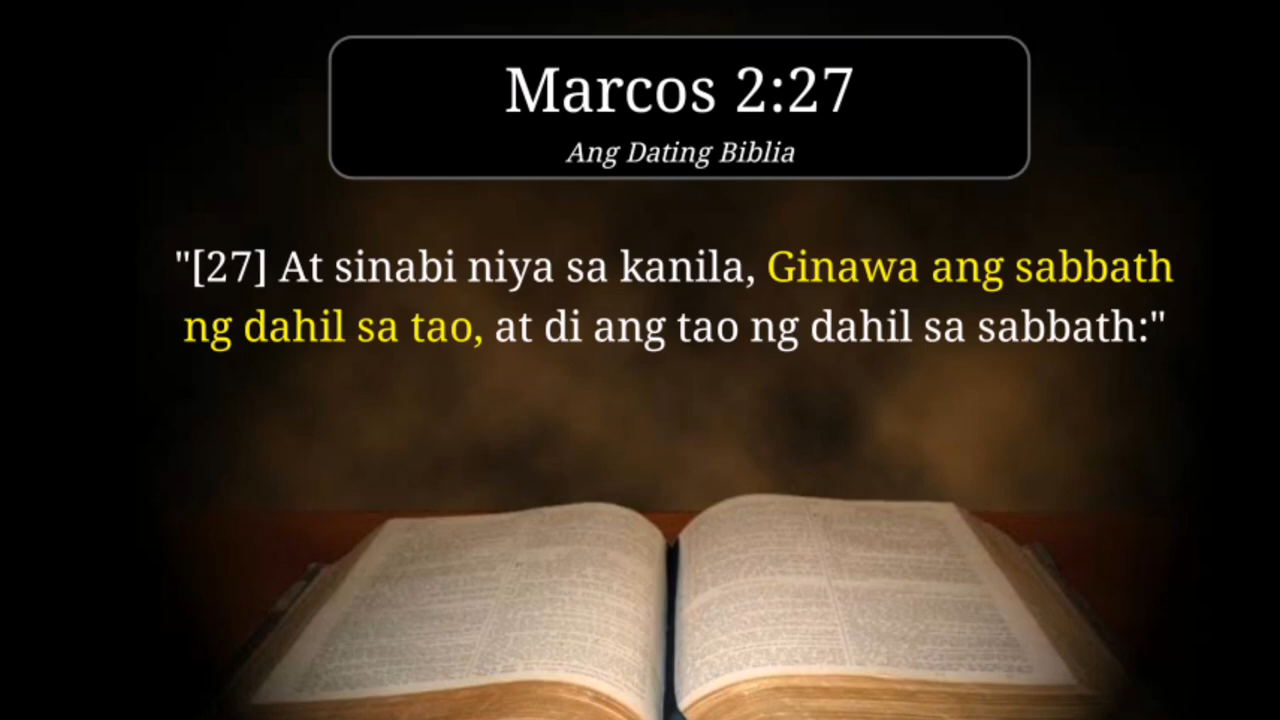 Marcos 2:27
Ang Dating Biblia
"[27] At sinabi niya sa kanila, Ginawa ang sabbath
ng dahil sa tao, at di ang tao ng dahil sa sabbath:"